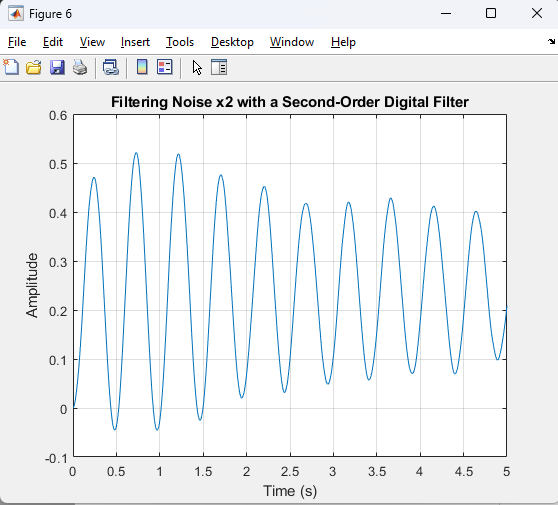 Figure 6
File Edit View Insert Tools Desktop Window Help
Filtering Noise x2 with a Second-Order Digital Filter
0.6
0.5
0.4
0.3
0.2
0.1
0
-0.1
Amplitude
0 0.5 1 1.5 2 2.5 3 3.5 4 4.5 5
Time (s)